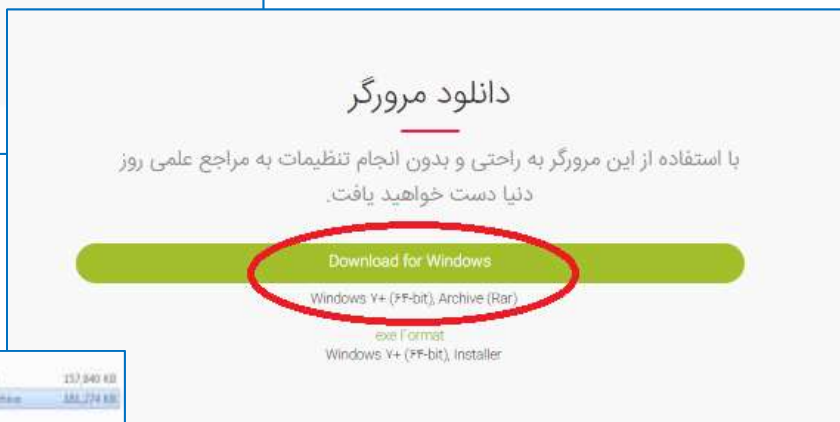 دانلود مرورگر
با استفاده از این مرورگر به راحتی و بدون انجام تنظیمات به مراجع علمی روز
دنیا دست خواهید یافت.
Download for Windows
Windows ۷+ (۶۴-bit), Archive (Rar)
exe Format
Windows ۷+ (۶۴-bit), Installer
157,840 KB
181,274 KB